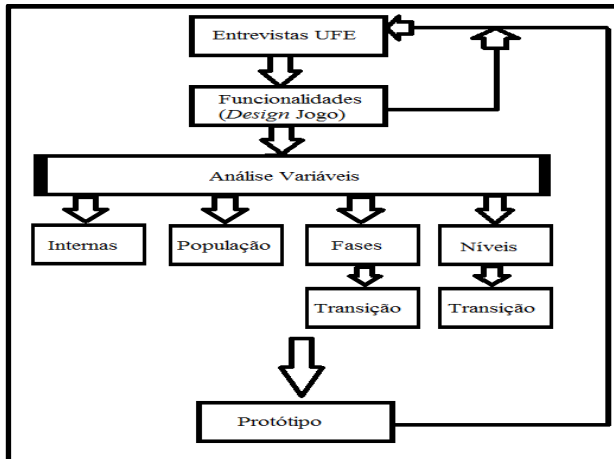 Entrevistas UFE
Funcionalidades
(Design Jogo)
Análise Variáveis
Internas
População
Fases
Níveis
Transição
Transição
Protótipo